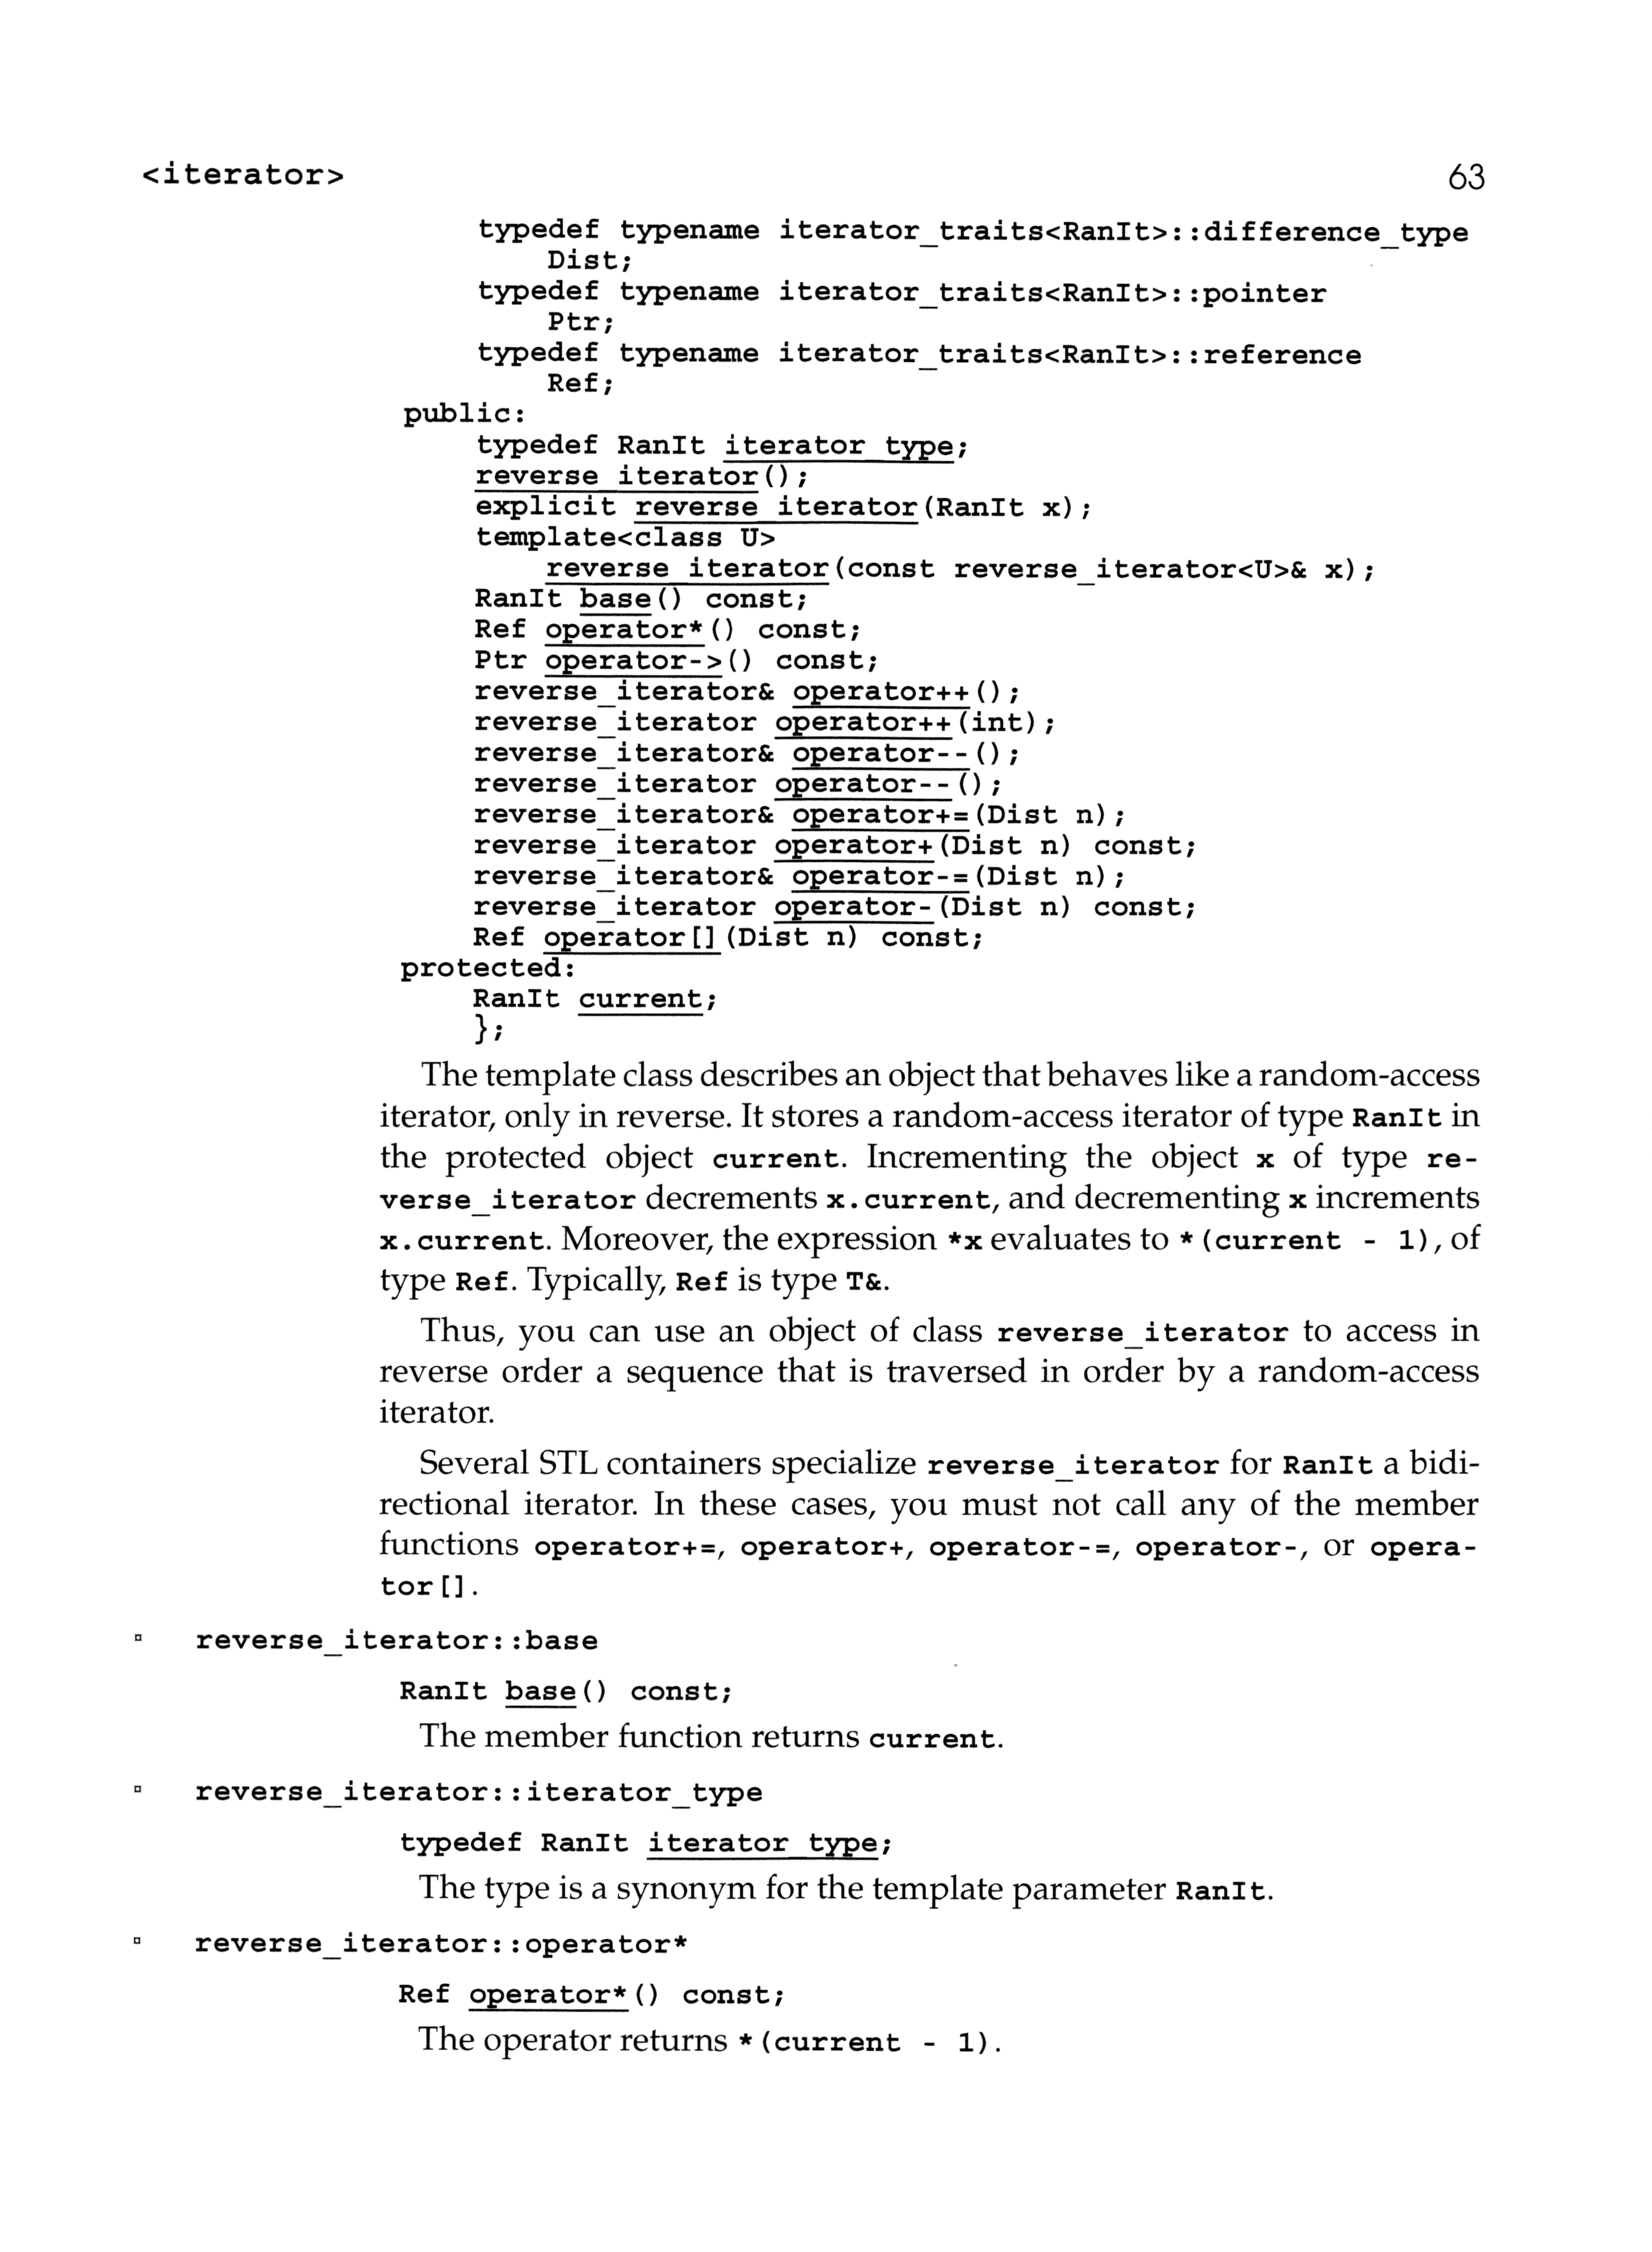 <iterator>
63
typedef typename iterator_traits<RanIt>::difference_type
Dist;
typedef typename iterator_traits<RanIt>::pointer
Ptr;
typedef typename iterator_traits<RanIt>::reference
Ref;
public:
typedef RanIt iterator_type;
reverse_iterator();
explicit reverse_iterator(RanIt x);
template<class U>
reverse_iterator(const reverse_iterator<U>& x);
RanIt base() const;
Ref operator*() const;
Ptr operator->() const;
reverse_iterator& operator++();
reverse_iterator operator++(int);
reverse_iterator& operator--();
reverse_iterator operator--();
reverse_iterator& operator+=(Dist n);
reverse_iterator operator+(Dist n) const;
reverse_iterator& operator-=(Dist n);
reverse_iterator operator-(Dist n) const;
Ref operator[](Dist n) const;
protected:
RanIt current;
};
The template class describes an object that behaves like a random-access
iterator, only in reverse. It stores a random-access iterator of type RanIt in
the protected object current. Incrementing the object x of type re-
verse_iterator decrements x.current, and decrementing x increments
x.current. Moreover, the expression *x evaluates to *(current - 1), of
type Ref. Typically, Ref is type T&.
Thus, you can use an object of class reverse_iterator to access in
reverse order a sequence that is traversed in order by a random-access
iterator.
Several STL containers specialize reverse_iterator for RanIt a bidi-
rectional iterator. In these cases, you must not call any of the member
functions operator+=, operator+, operator-=, operator-, or opera-
tor[].
¤ reverse_iterator::base
RanIt base() const;
The member function returns current.
¤ reverse_iterator::iterator_type
typedef RanIt iterator_type;
The type is a synonym for the template parameter RanIt.
¤ reverse_iterator::operator*
Ref operator*() const;
The operator returns *(current - 1).